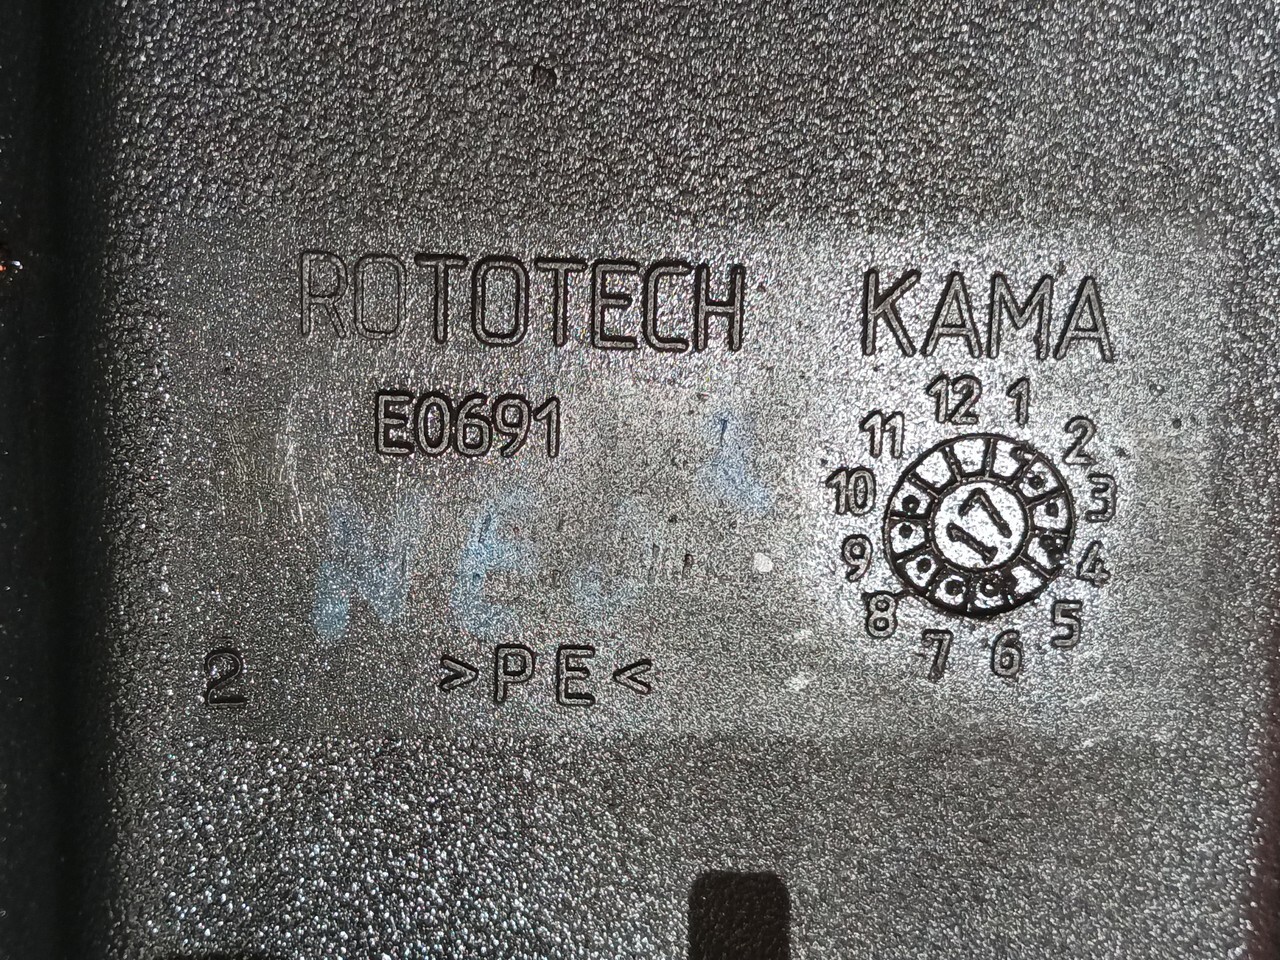 ROTOTECH KAMA
E0691
12 1 2 3 4 5 6 7 8 9 10 11
17
2 >PE<